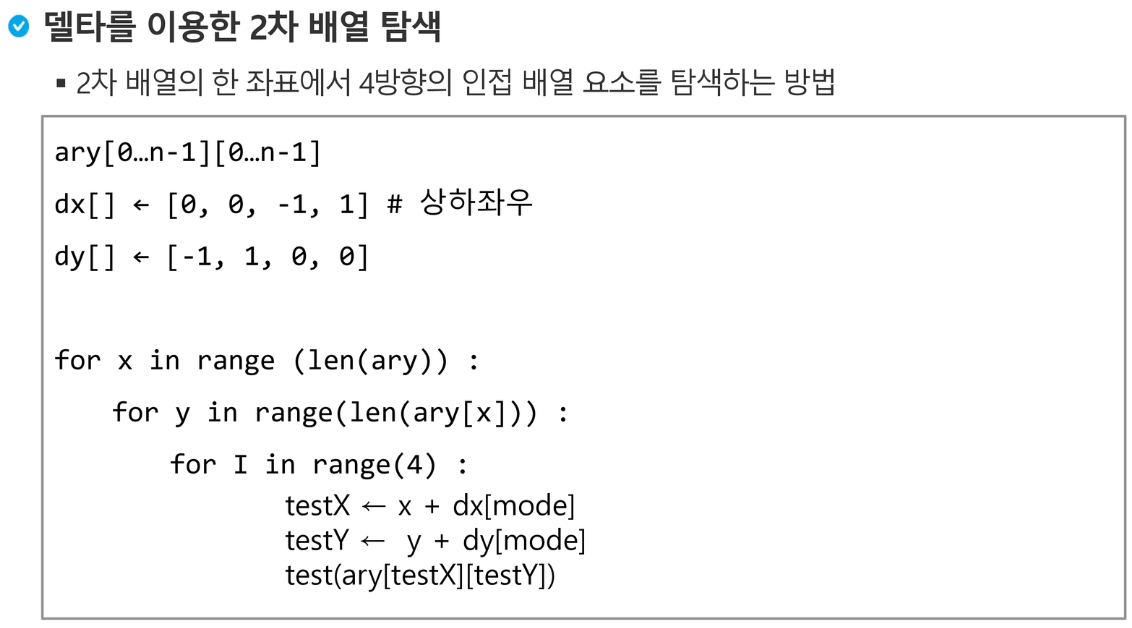 델타를 이용한 2차 배열 탐색
▪ 2차 배열의 한 좌표에서 4방향의 인접 배열 요소를 탐색하는 방법
ary[0…n-1][0…n-1]
dx[] ← [0, 0, -1, 1] # 상하좌우
dy[] ← [-1, 1, 0, 0]
for x in range (len(ary)) :
for y in range(len(ary[x])) :
for I in range(4) :
testX ← x + dx[mode]
testY ← y + dy[mode]
test(ary[testX][testY])